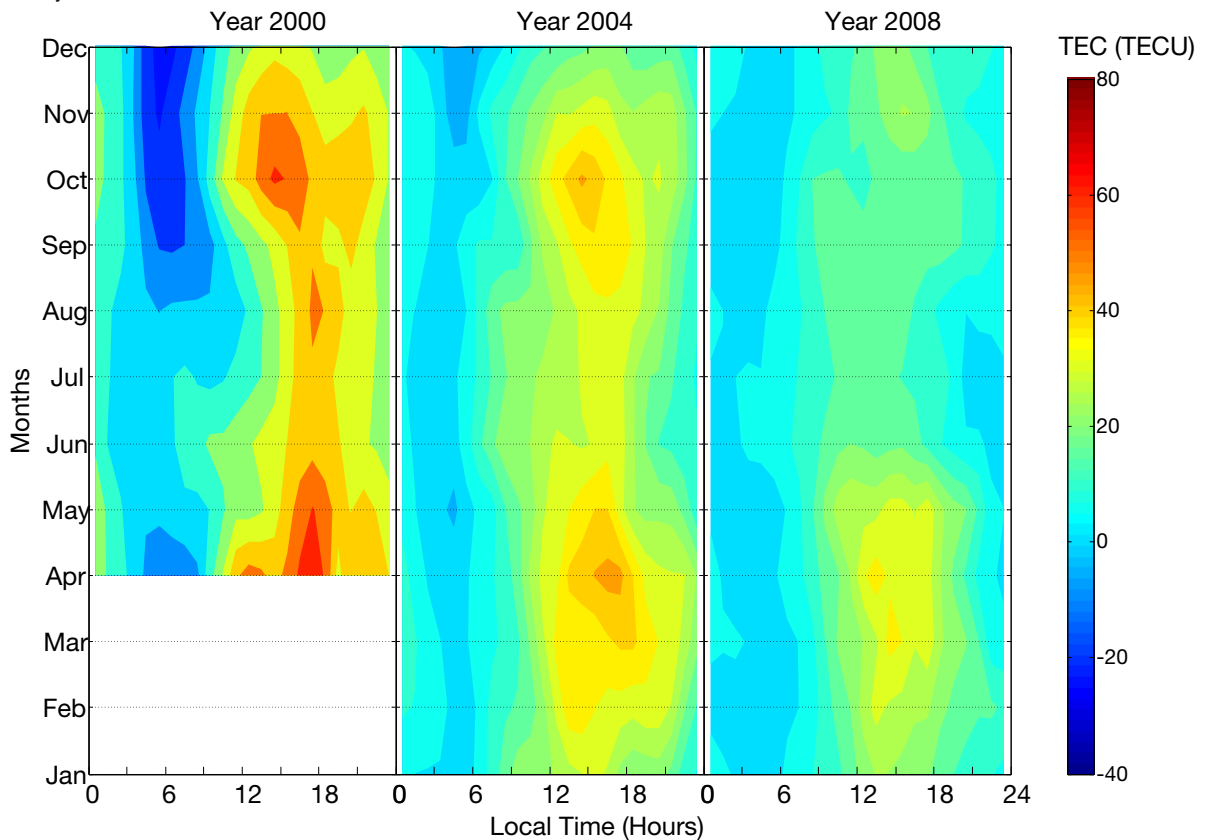 Year 2000 Year 2004 Year 2008
TEC (TECU)
Dec
Nov
Oct
Sep
Aug
Jul
Jun
May
Apr
Mar
Feb
Jan
Months
80
60
40
20
0
-20
-40
0 6 12 18 0 6 12 18 0 6 12 18 24
Local Time (Hours)